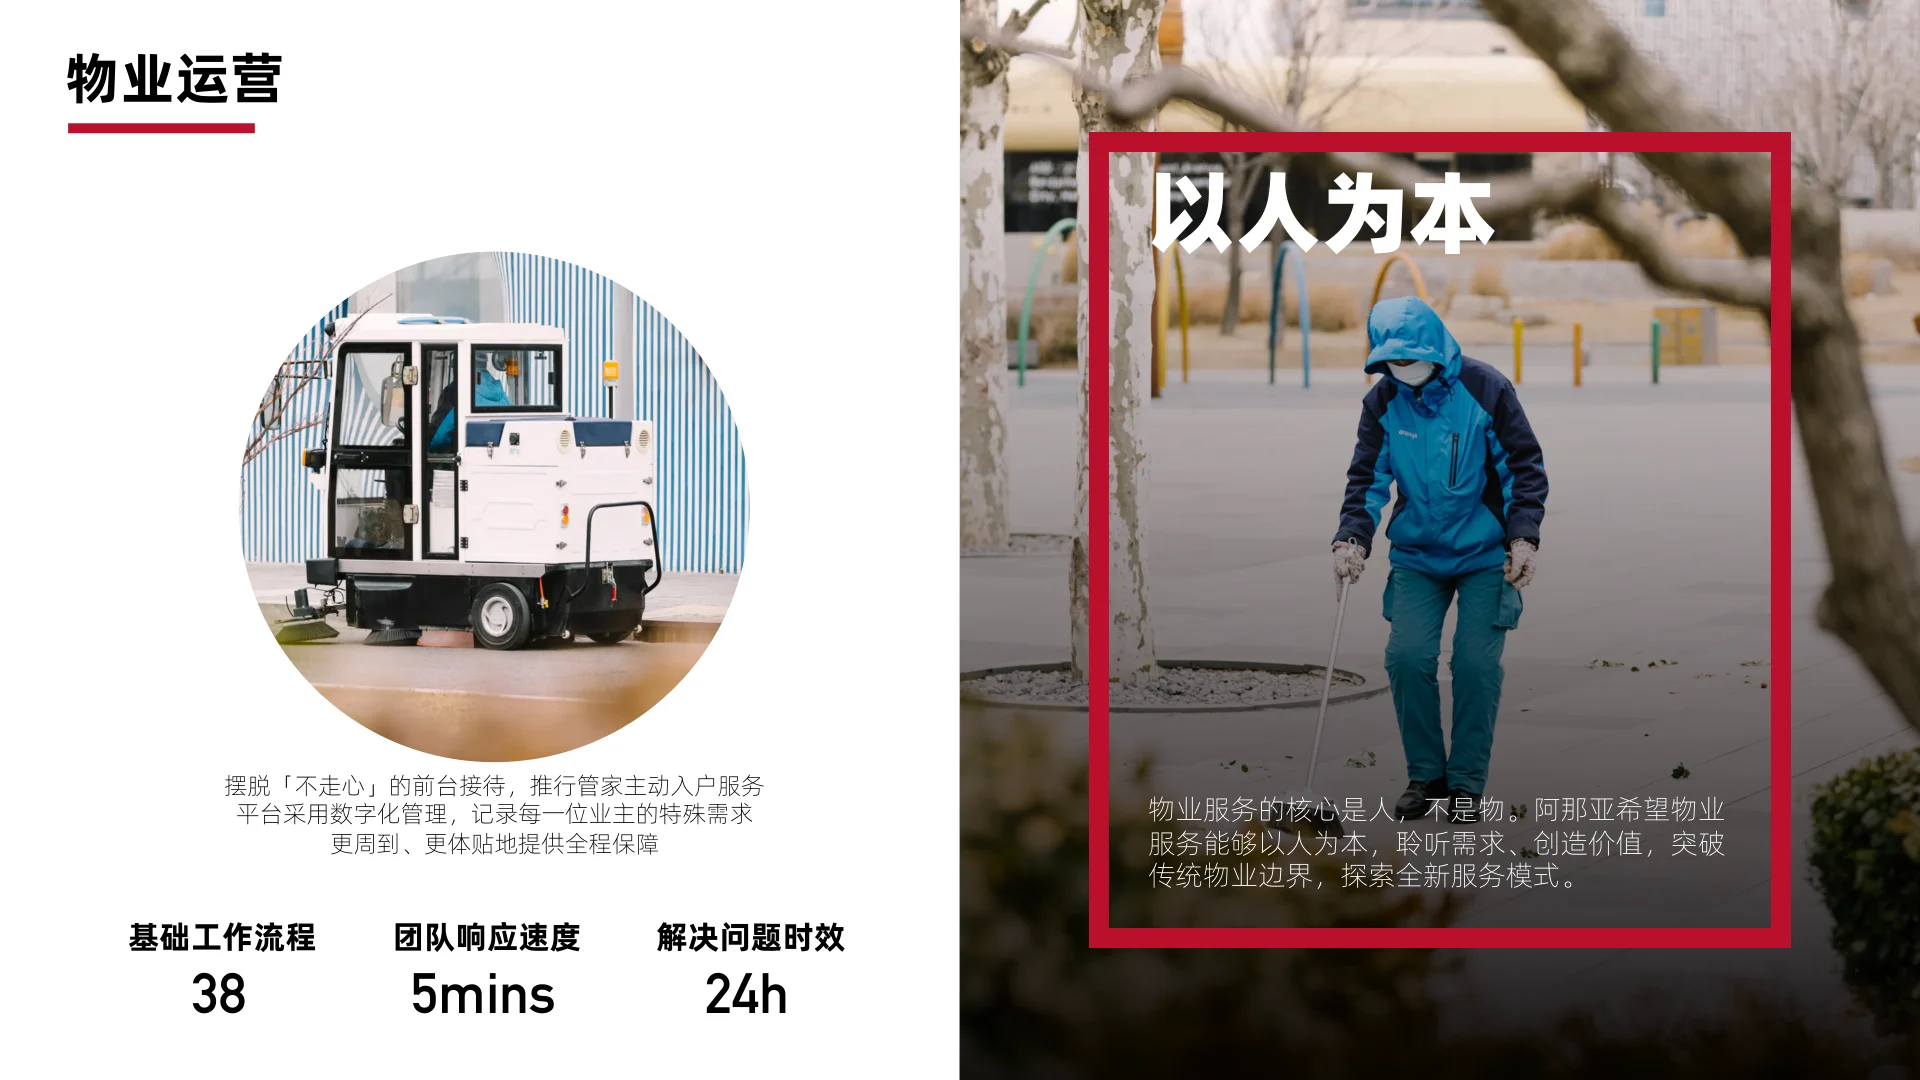 物业运营
摆脱「不走心」的前台接待，推行管家主动入户服务
平台采用数字化管理，记录每一位业主的特殊需求
更周到、更体贴地提供全程保障
基础工作流程
38
团队响应速度
5mins
解决问题时效
24h
以人为本
物业服务的核心是人，不是物。阿那亚希望物业
服务能够以人为本，聆听需求、创造价值，突破
传统物业边界，探索全新服务模式。